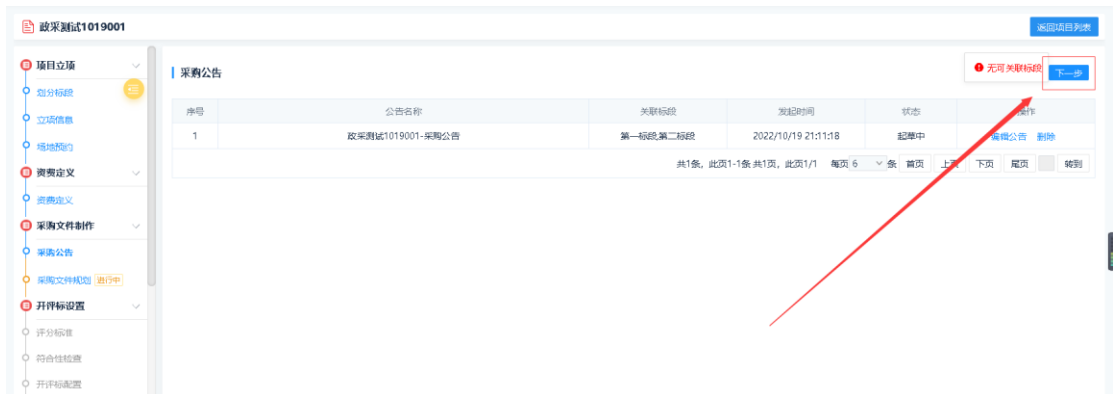 政采测试1019001
返回项目列表
项目立项
划分标段
立项信息
场地预约
资费定义
资费定义
采购文件制作
采购公告
采购文件规划 进行中
开评标设置
评分标准
符合性检查
开评标配置
采购公告
无可关联标段
下一步
序号 公告名称 关联标段 发起时间 状态 操作
1 政采测试1019001-采购公告 第一标段,第二标段 2022/10/19 21:11:18 起草中 编辑公告 删除
共1条, 此页1-1条 共1页, 此页1/1 每页 6 条 首页 上页 下页 尾页 转到